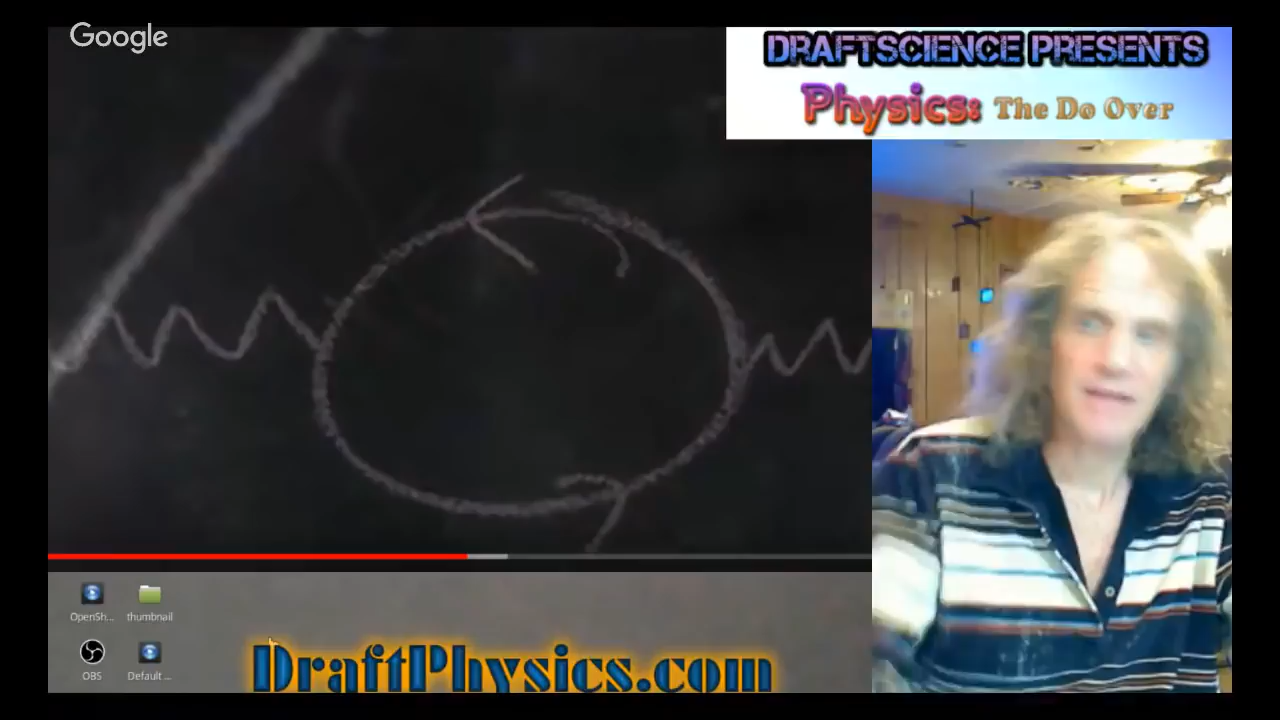 Google
DRAFTSCIENCE PRESENTS
Physics: The Do Over
OpenSh... thumbnail
OBS Default ...
DraftPhysics.com